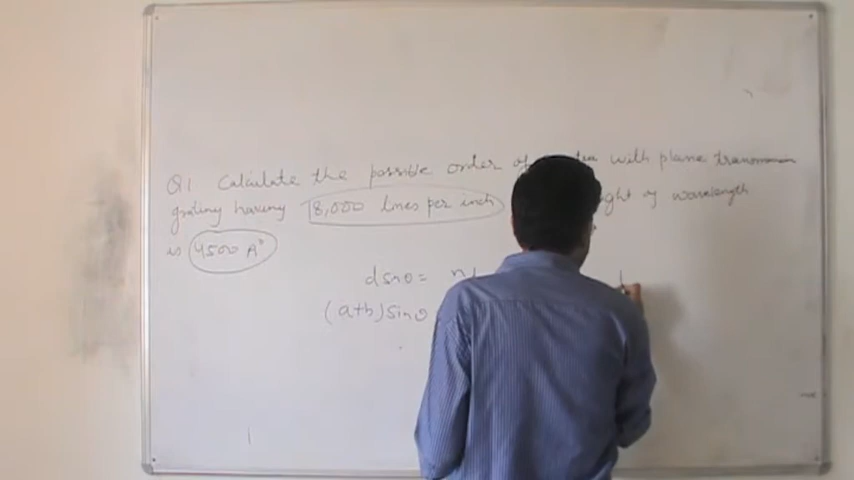 Q1. Calculate the possible order of with plane transmission
grating having 8,000 lines per inch light of wavelength
is 4500 A°
d sinθ = n
(a+b) sinθ